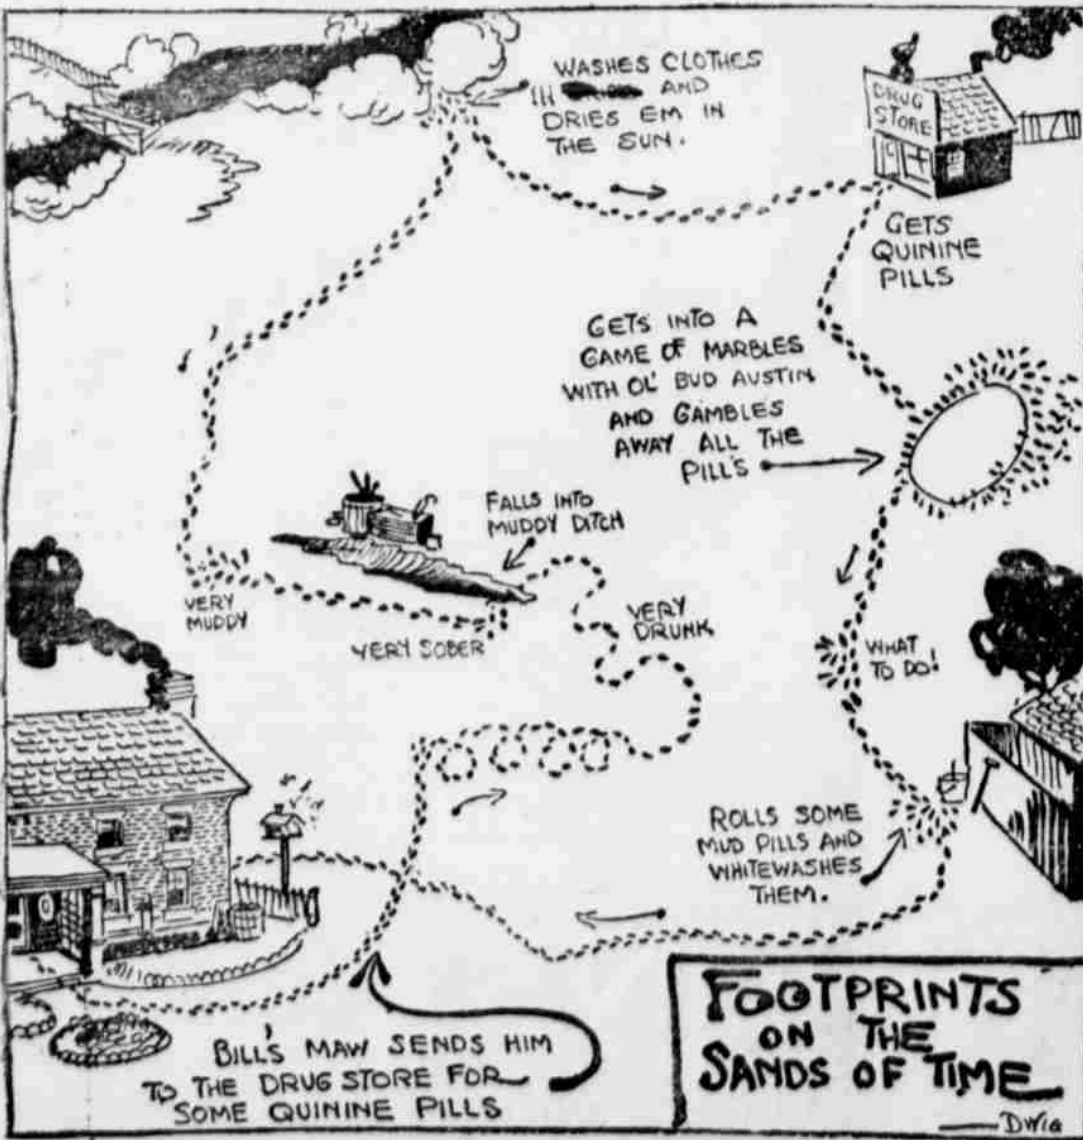 WASHES CLOTHES
AND
DRIES EM IN
THE SUN.
DRUG
STORE
GETS
QUININE
PILLS
GETS INTO A
GAME OF MARBLES
WITH OL' BUD AUSTIN
AND GAMBLES
AWAY ALL THE
PILL'S
FALLS INTO
MUDDY DITCH
VERY
MUDDY
VERY SOBER
VERY
DRUNK
WHAT
TO DO!
ROLLS SOME
MUD PILLS AND
WHITEWASHES
THEM.
BILL'S MAW SENDS HIM
TO THE DRUG STORE FOR
SOME QUININE PILLS
FOOTPRINTS
ON THE
SANDS OF TIME
DWIG